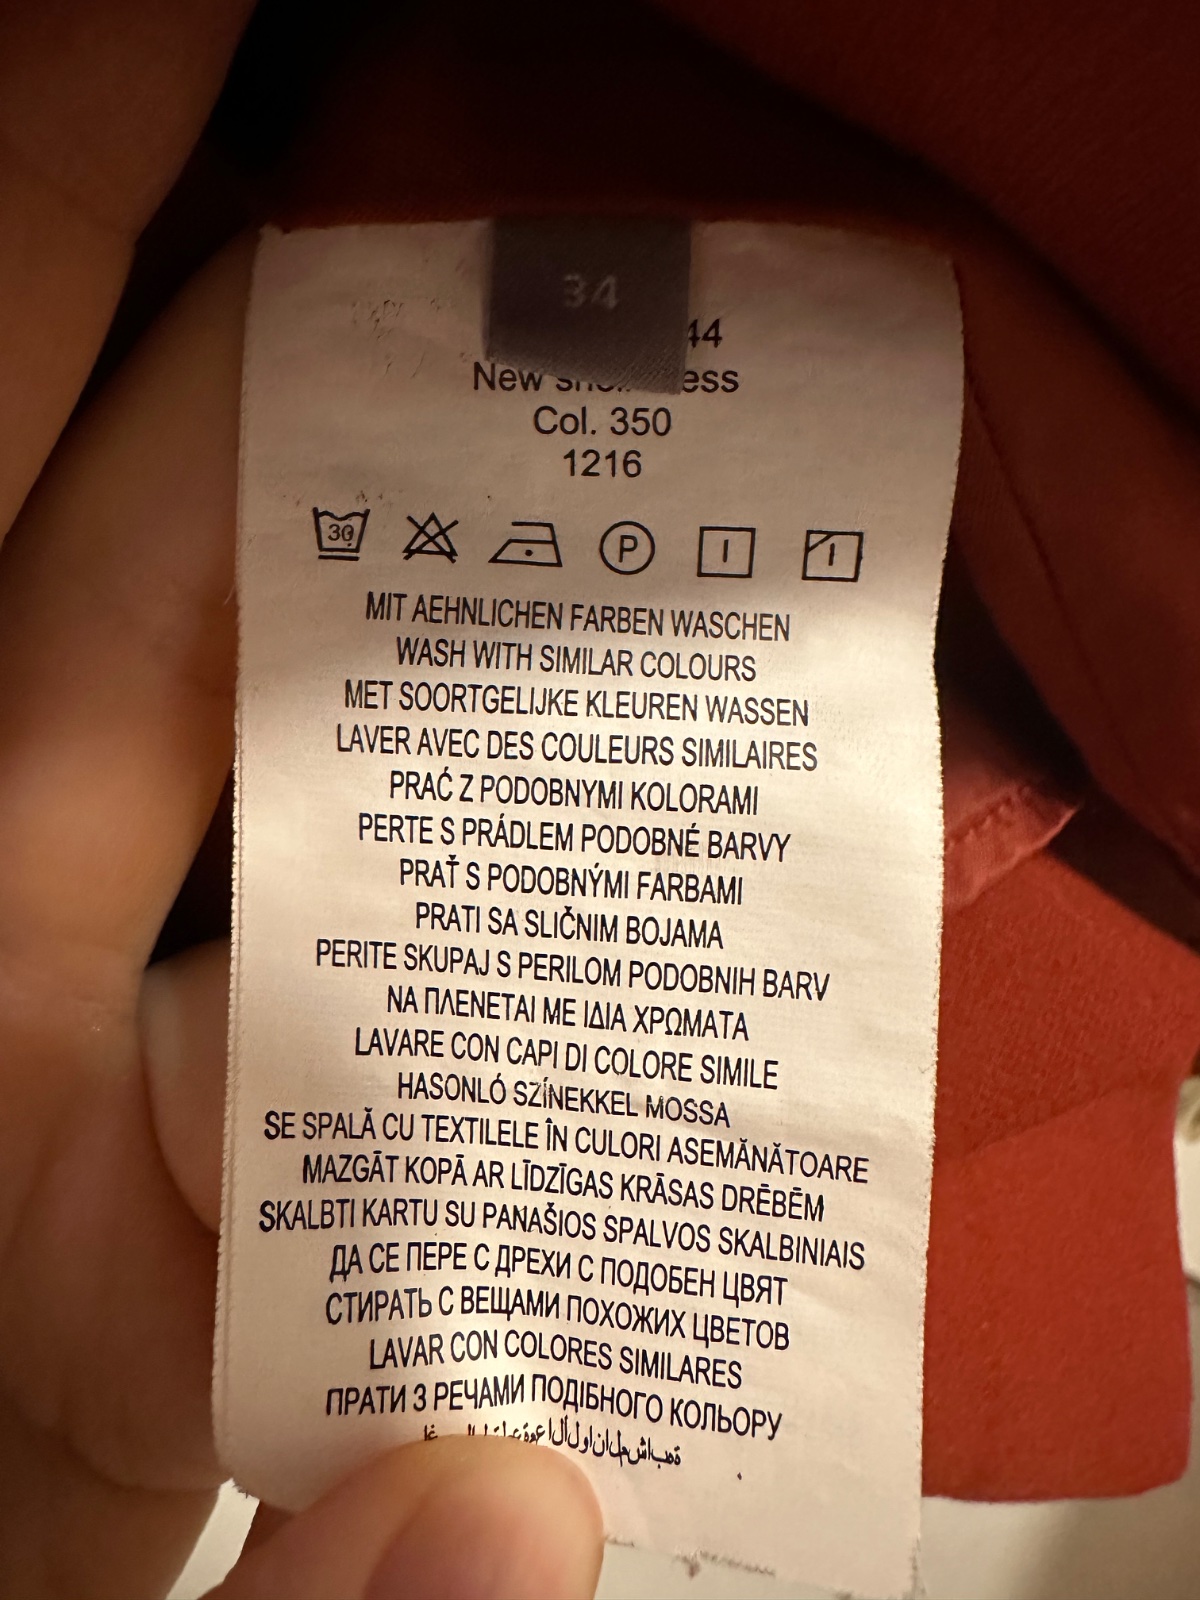 34
44
New
Col. 350
1216
30
P
MIT AEHNLICHEN FARBEN WASCHEN
WASH WITH SIMILAR COLOURS
MET SOORTGELIJKE KLEUREN WASSEN
LAVER AVEC DES COULEURS SIMILAIRES
PRAĆ Z PODOBNYMI KOLORAMI
PERTE S PRÁDLEM PODOBNÉ BARVY
PRAŤ S PODOBNÝMI FARBAMI
PRATI SA SLIČNIM BOJAMA
PERITE SKUPAJ S PERILOM PODOBNIH BARV
ΝΑ ΠΛΕΝΕΤΑΙ ΜΕ ΙΔΙΑ ΧΡΩΜΑΤΑ
LAVARE CON CAPI DI COLORE SIMILE
HASONLÓ SZÍNEKKEL MOSSA
SE SPALĂ CU TEXTILELE ÎN CULORI ASEMĂNĂTOARE
MAZGĀT KOPĀ AR LĪDZĪGAS KRĀSAS DRĒBĒM
SKALBTI KARTU SU PANAŠIOS SPALVOS SKALBINIAIS
ДА СЕ ПЕРЕ С ДРЕХИ С ПОДОБЕН ЦВЯТ
СТИРАТЬ С ВЕЩАМИ ПОХОЖИХ ЦВЕТОВ
LAVAR CON COLORES SIMILARES
ПРАТИ З РЕЧАМИ ПОДІБНОГО КОЛЬОРУ